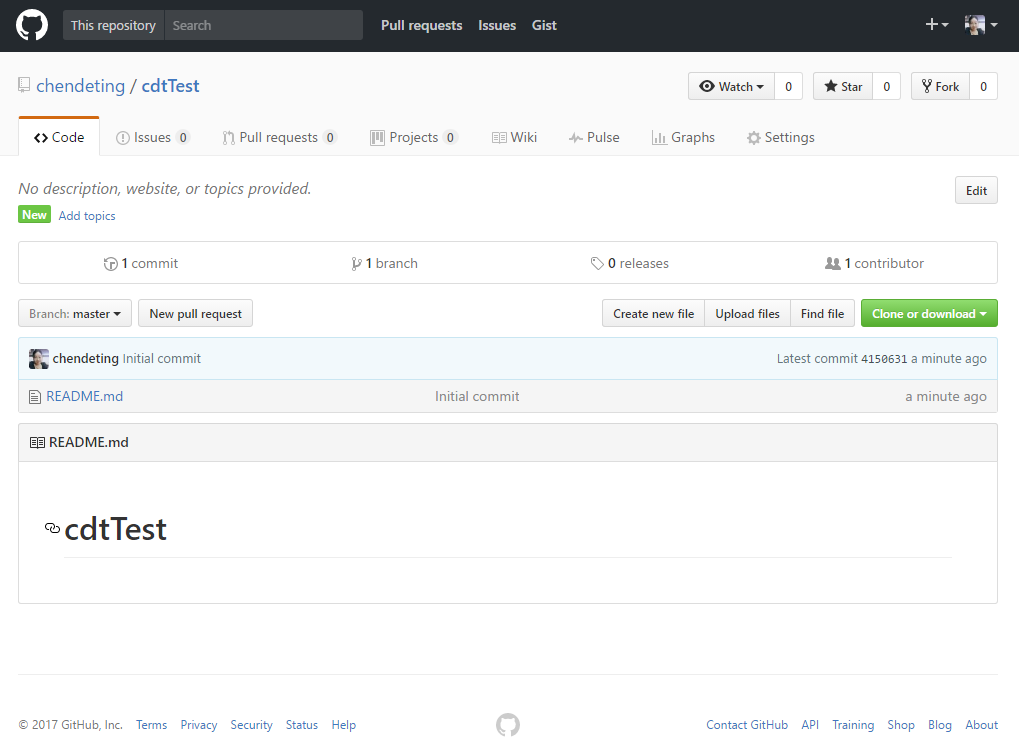 This repository Search Pull requests Issues Gist
chendeting / cdtTest Watch 0 Star 0 Fork 0
Code Issues 0 Pull requests 0 Projects 0 Wiki Pulse Graphs Settings
No description, website, or topics provided. Edit
New Add topics
1 commit 1 branch 0 releases 1 contributor
Branch: master New pull request Create new file Upload files Find file Clone or download
chendeting Initial commit Latest commit 4150631 a minute ago
README.md Initial commit a minute ago
README.md
cdtTest
© 2017 GitHub, Inc. Terms Privacy Security Status Help Contact GitHub API Training Shop Blog About